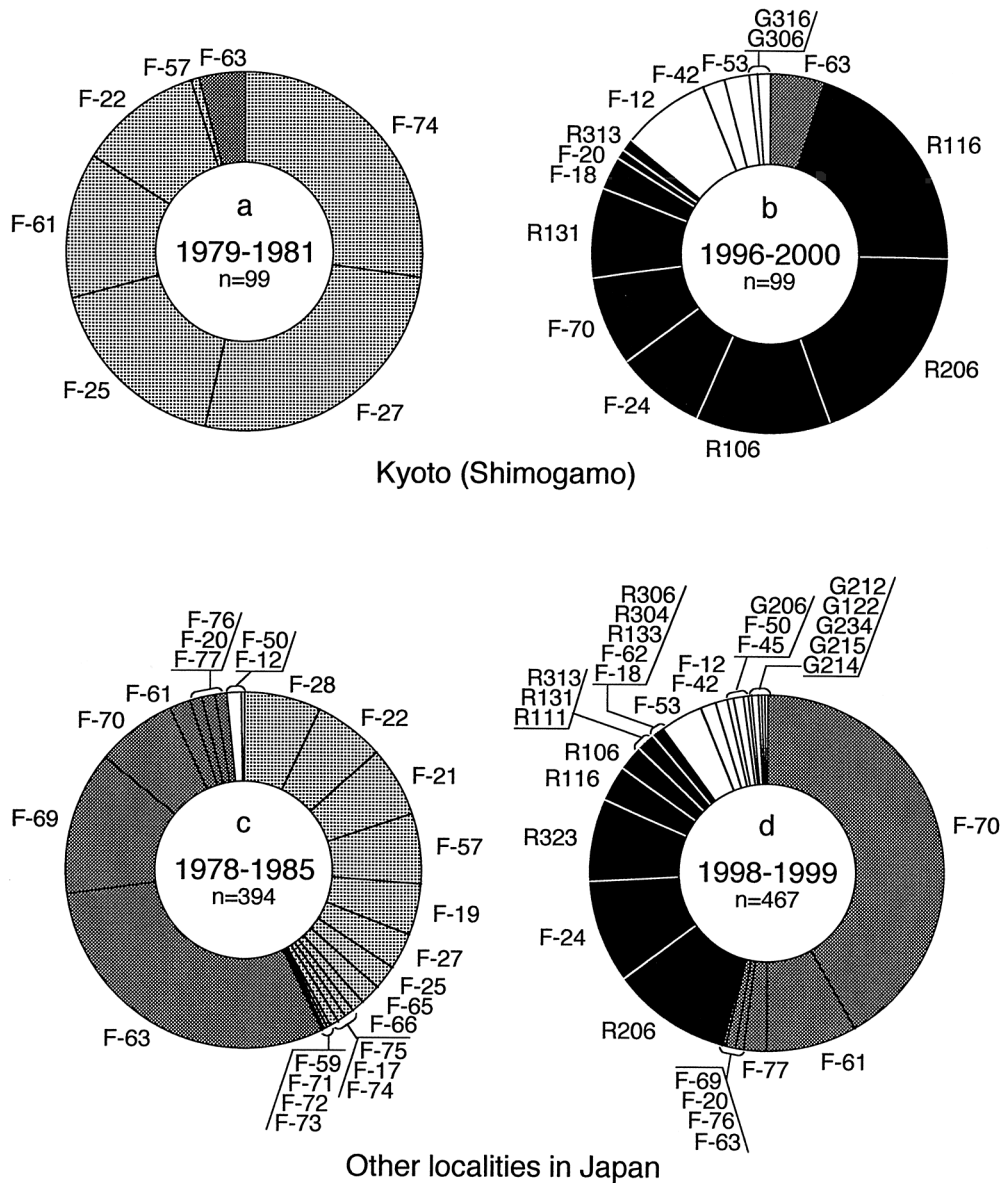 F-63
F-57
F-22
F-74
F-61
F-25
F-27
a
1979-1981
n=99
G316
G306
F-53
F-63
F-42
F-12
R313
F-20
F-18
R116
R131
F-70
R206
F-24
R106
b
1996-2000
n=99
Kyoto (Shimogamo)
F-76
F-20
F-77
F-50
F-12
F-61
F-28
F-70
F-22
F-21
F-69
F-57
F-19
F-27
F-25
F-65
F-66
F-63
F-59
F-71
F-72
F-73
F-75
F-17
F-74
c
1978-1985
n=394
R306
R304
R133
F-62
F-18
G206
F-50
F-45
G212
G122
G234
G215
G214
R313
R131
R111
F-12
F-42
F-53
R106
R116
R323
F-70
F-24
R206
F-61
F-77
F-69
F-20
F-76
F-63
d
1998-1999
n=467
Other localities in Japan